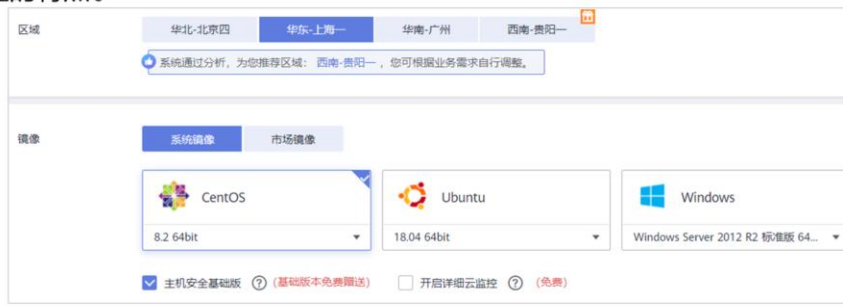 区域
华北-北京四 华东-上海一 华南-广州 西南-贵阳一
系统通过分析，为您推荐区域： 西南-贵阳一 ，您可根据业务需求自行调整。
镜像
系统镜像 市场镜像
CentOS Ubuntu Windows
8.2 64bit 18.04 64bit Windows Server 2012 R2 标准版 64...
主机安全基础版 ? (基础版本免费赠送) 开启详细云监控 ? (免费)